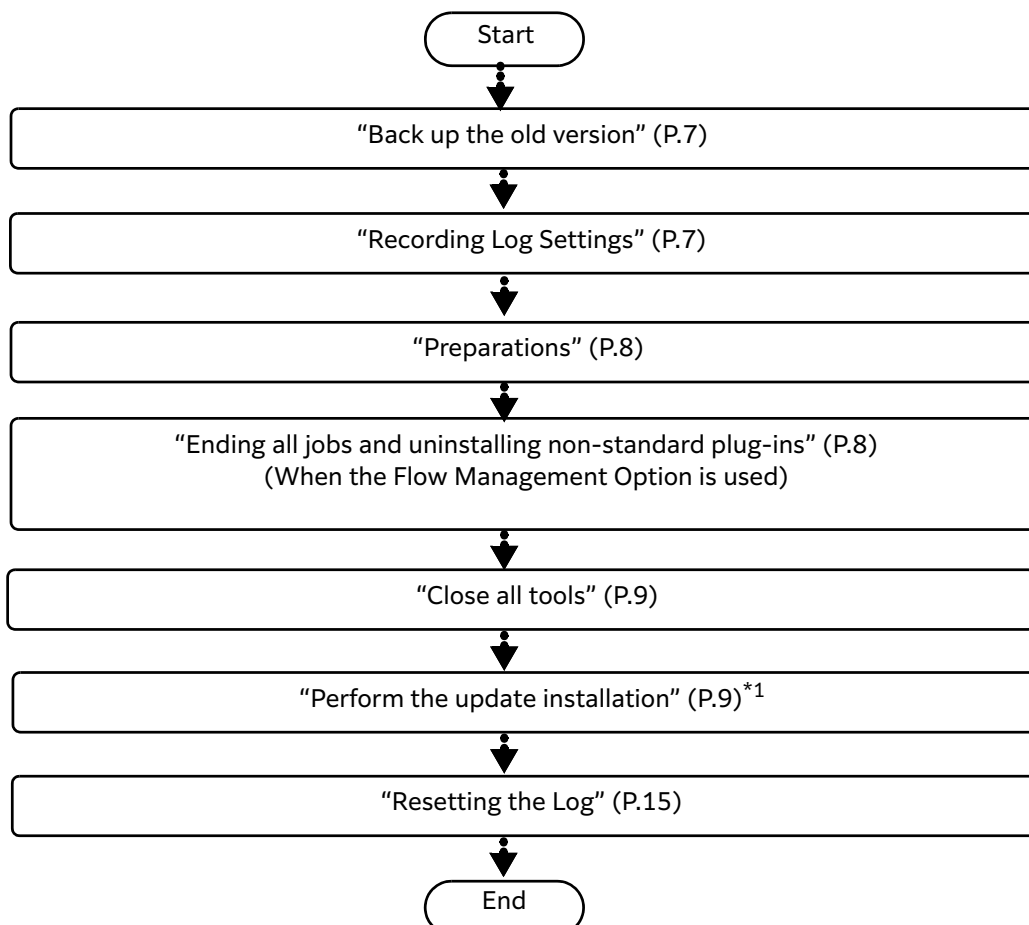 Start
“Back up the old version” (P.7)
“Recording Log Settings” (P.7)
“Preparations” (P.8)
“Ending all jobs and uninstalling non-standard plug-ins” (P.8)
(When the Flow Management Option is used)
“Close all tools” (P.9)
“Perform the update installation” (P.9)*1
“Resetting the Log” (P.15)
End